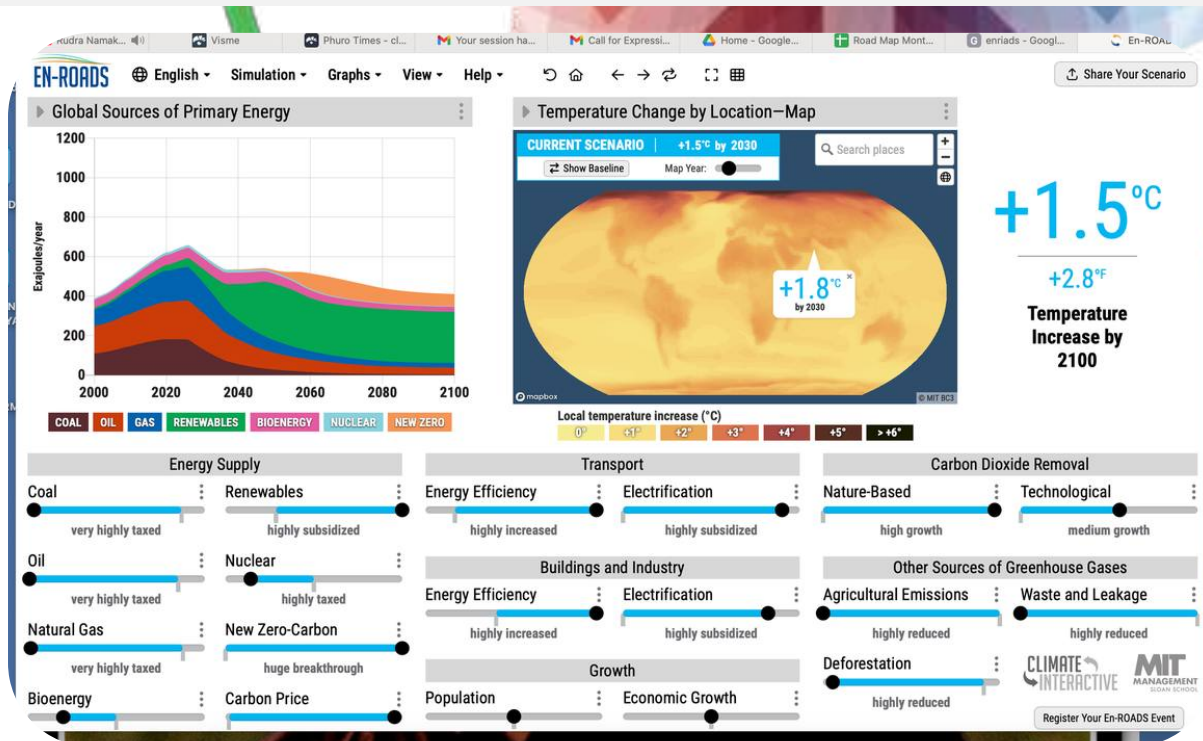 Rudra Namak...
Visme
Phuro Times - cl...
Your session ha...
Call for Expressi...
Home - Google...
Road Map Mont...
enriads - Googl...
En-ROAD
EN-ROADS
English
Simulation
Graphs
View
Help
Share Your Scenario
Global Sources of Primary Energy
Exajoules/year
1200
1000
800
600
400
200
0
2000 2020 2040 2060 2080 2100
COAL OIL GAS RENEWABLES BIOENERGY NUCLEAR NEW ZERO
Temperature Change by Location—Map
CURRENT SCENARIO | +1.5°C by 2030
Show Baseline
Map Year:
Search places
+
−
+1.8°C
×
by 2030
mapbox
© MIT BC3
Local temperature increase (°C)
0° +1° +2° +3° +4° +5° > +6°
+1.5°C
+2.8°F
Temperature
Increase by
2100
Energy Supply
Coal
very highly taxed
Renewables
highly subsidized
Oil
very highly taxed
Nuclear
highly taxed
Natural Gas
very highly taxed
New Zero-Carbon
huge breakthrough
Bioenergy
Carbon Price
Transport
Energy Efficiency
highly increased
Electrification
highly subsidized
Buildings and Industry
Energy Efficiency
highly increased
Electrification
highly subsidized
Growth
Population
Economic Growth
Carbon Dioxide Removal
Nature-Based
high growth
Technological
medium growth
Other Sources of Greenhouse Gases
Agricultural Emissions
highly reduced
Waste and Leakage
highly reduced
Deforestation
highly reduced
CLIMATE
INTERACTIVE
MIT
MANAGEMENT
SLOAN SCHOOL
Register Your En-ROADS Event